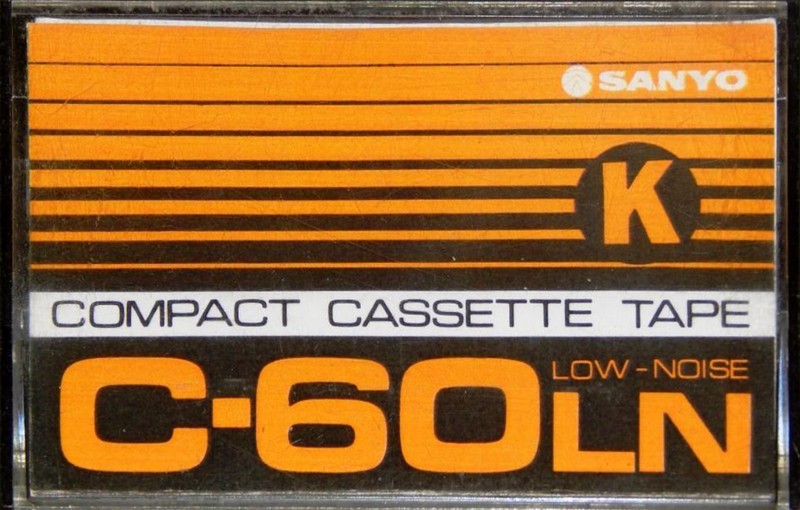 SANYO
K
COMPACT CASSETTE TAPE
C-60LN
LOW-NOISE